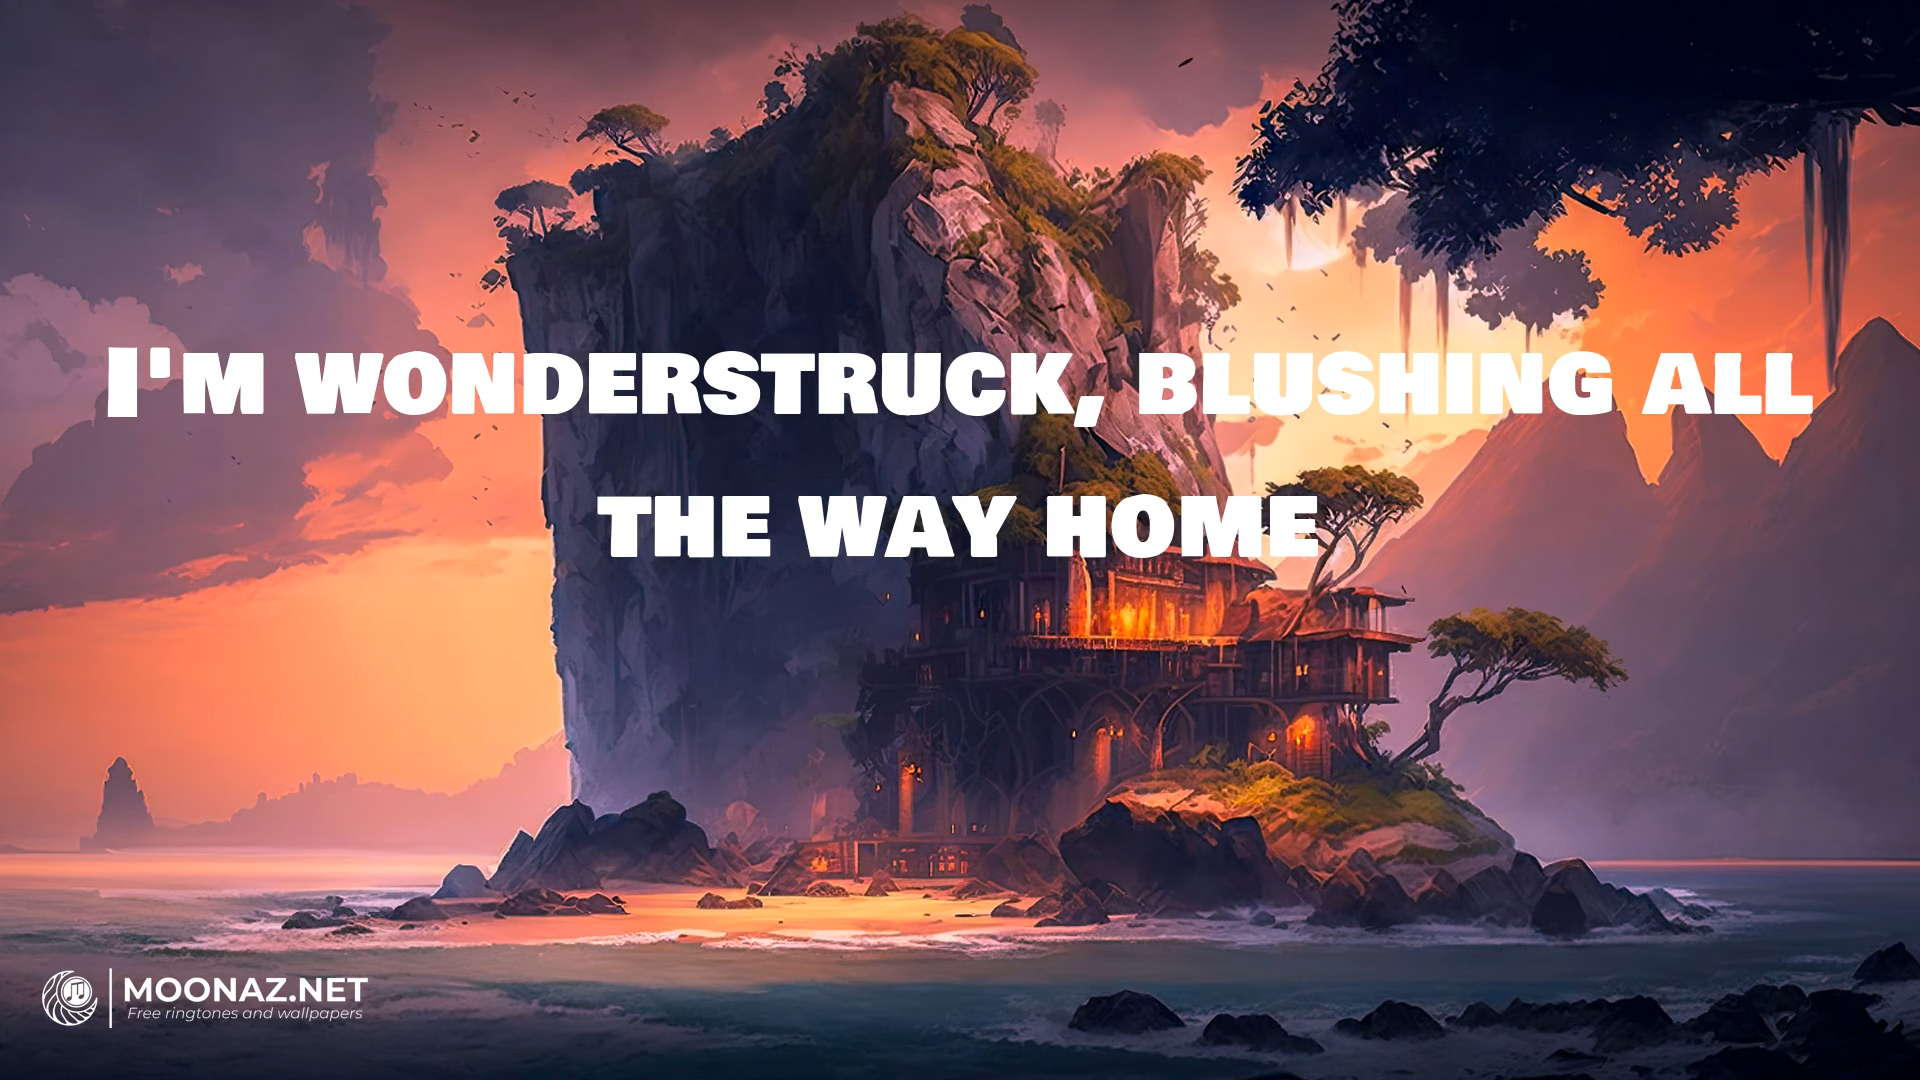 I'm wonderstruck, blushing all
the way home
MOONAZ.NET
Free ringtones and wallpapers